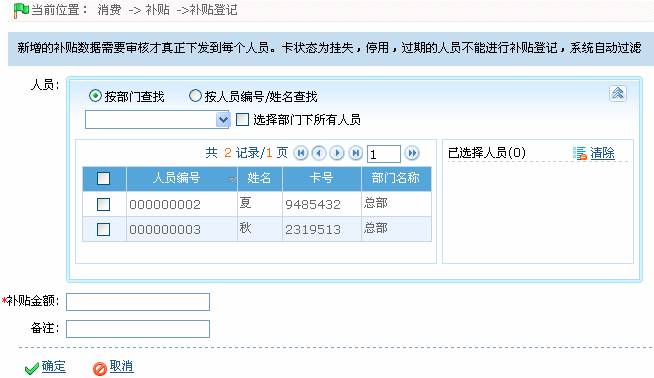 当前位置： 消费 -> 补贴 ->补贴登记
新增的补贴数据需要审核才真正下发到每个人员。卡状态为挂失，停用，过期的人员不能进行补贴登记，系统自动过滤
人员:
按部门查找 按人员编号/姓名查找
选择部门下所有人员
共 2 记录/1 页 1
已选择人员(0) 清除
人员编号 姓名 卡号 部门名称
000000002 夏 9485432 总部
000000003 秋 2319513 总部
*补贴金额:
备注:
确定 取消